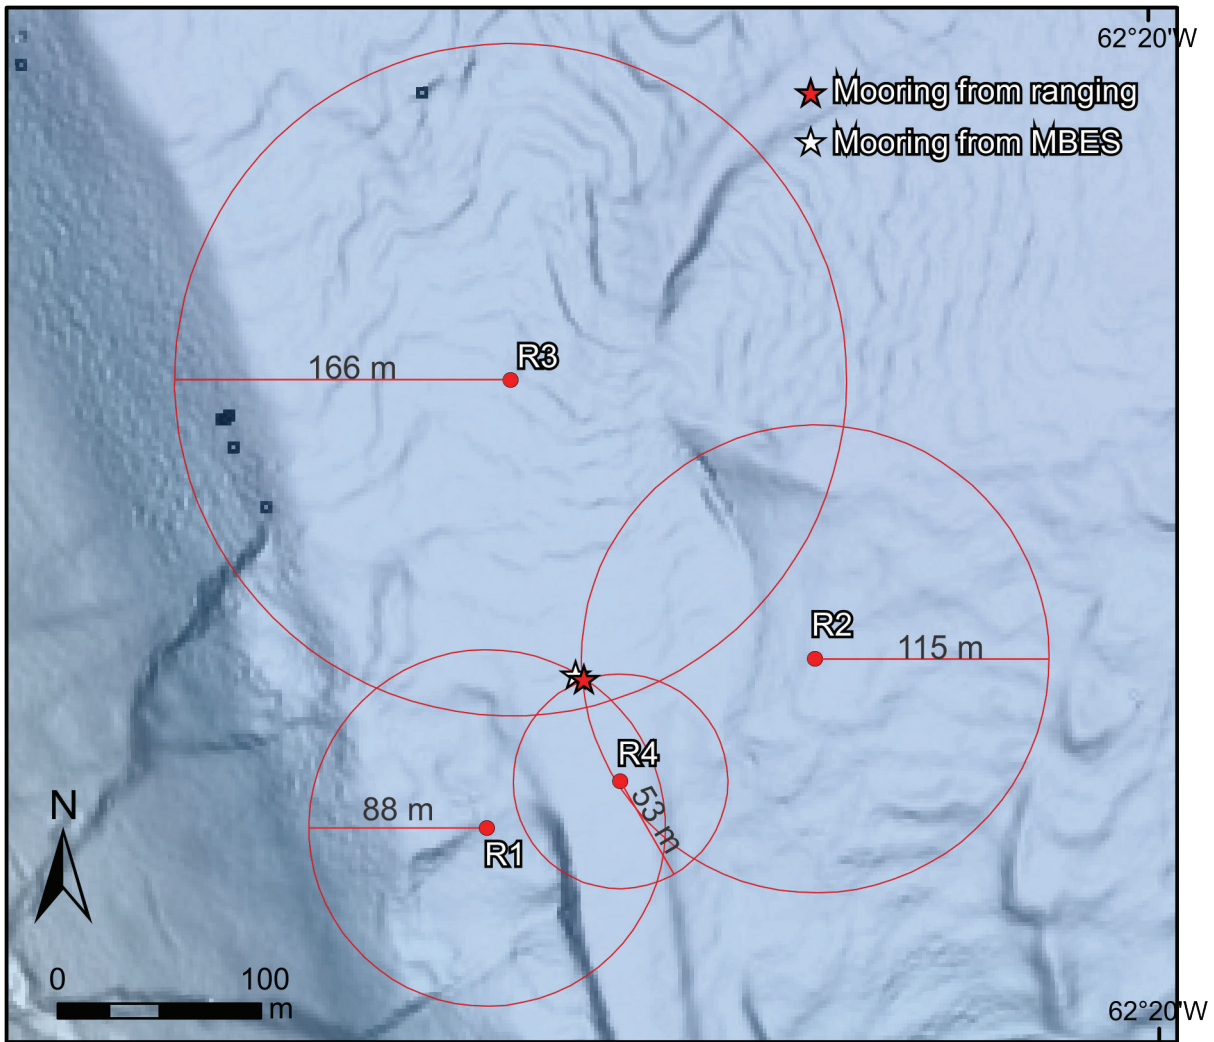 62°20'W
Mooring from ranging
Mooring from MBES
R3
166 m
R2
115 m
R4
53 m
N
88 m
R1
0 100
m
62°20'W